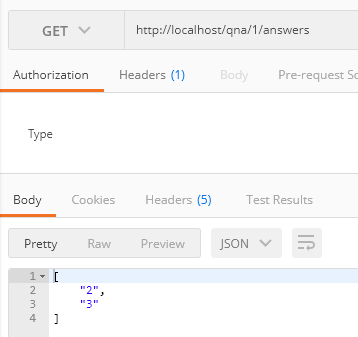 GET http://localhost/qna/1/answers
Authorization Headers (1) Body Pre-request Sc
Type
Body Cookies Headers (5) Test Results
Pretty Raw Preview JSON
1 [
2 "2",
3 "3"
4 ]